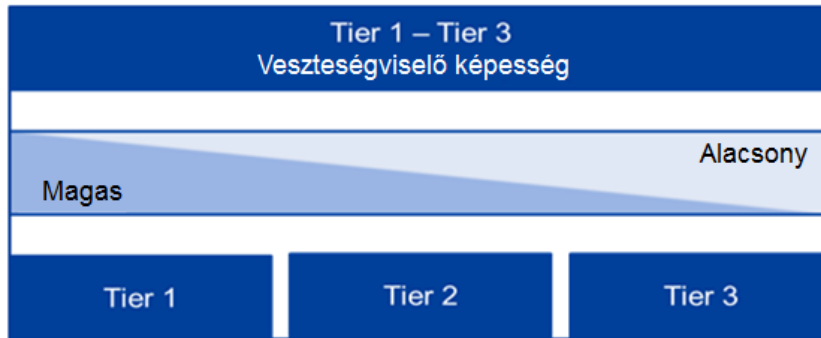 Tier 1 – Tier 3
Veszteségviselő képesség
Alacsony
Magas
Tier 1
Tier 2
Tier 3